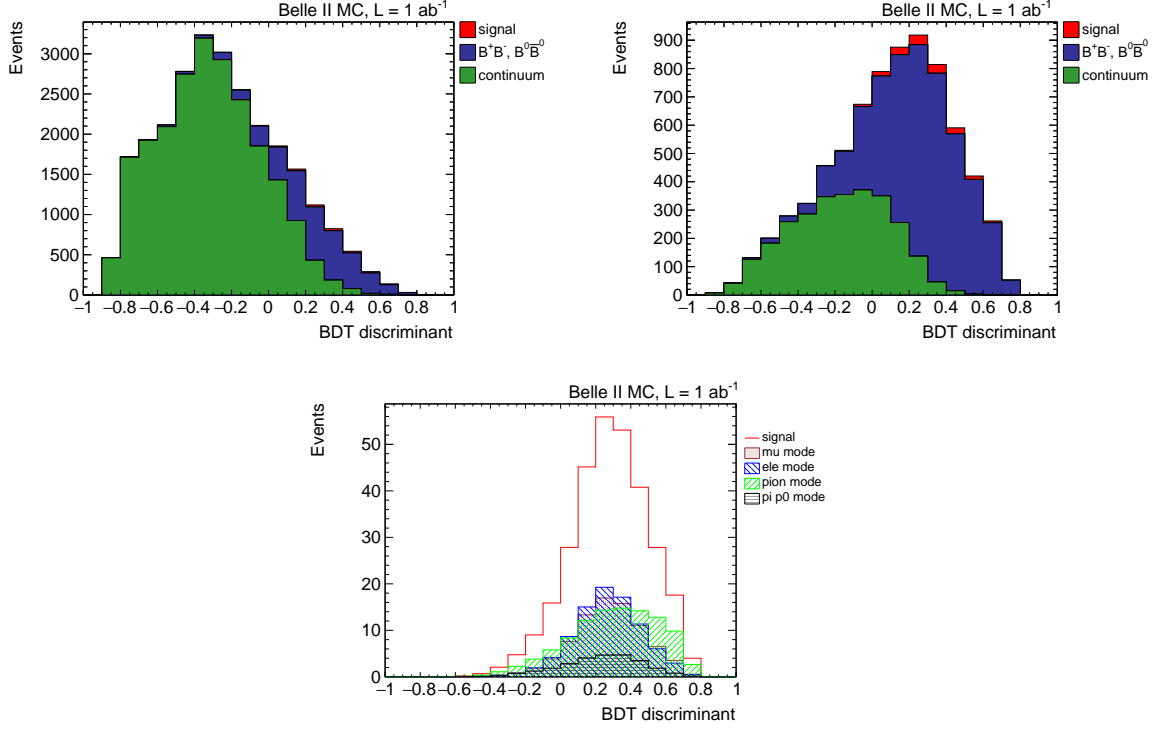 Belle II MC, L = 1 ab⁻¹
Events
3000
2500
2000
1500
1000
500
0
−1 −0.8 −0.6 −0.4 −0.2 0 0.2 0.4 0.6 0.8 1
BDT discriminant
signal
B⁺B⁻, B⁰B̅⁰
continuum
Belle II MC, L = 1 ab⁻¹
Events
900
800
700
600
500
400
300
200
100
0
−1 −0.8 −0.6 −0.4 −0.2 0 0.2 0.4 0.6 0.8 1
BDT discriminant
signal
B⁺B⁻, B⁰B̅⁰
continuum
Belle II MC, L = 1 ab⁻¹
Events
50
40
30
20
10
0
−1 −0.8 −0.6 −0.4 −0.2 0 0.2 0.4 0.6 0.8 1
BDT discriminant
signal
mu mode
ele mode
pion mode
pi p0 mode